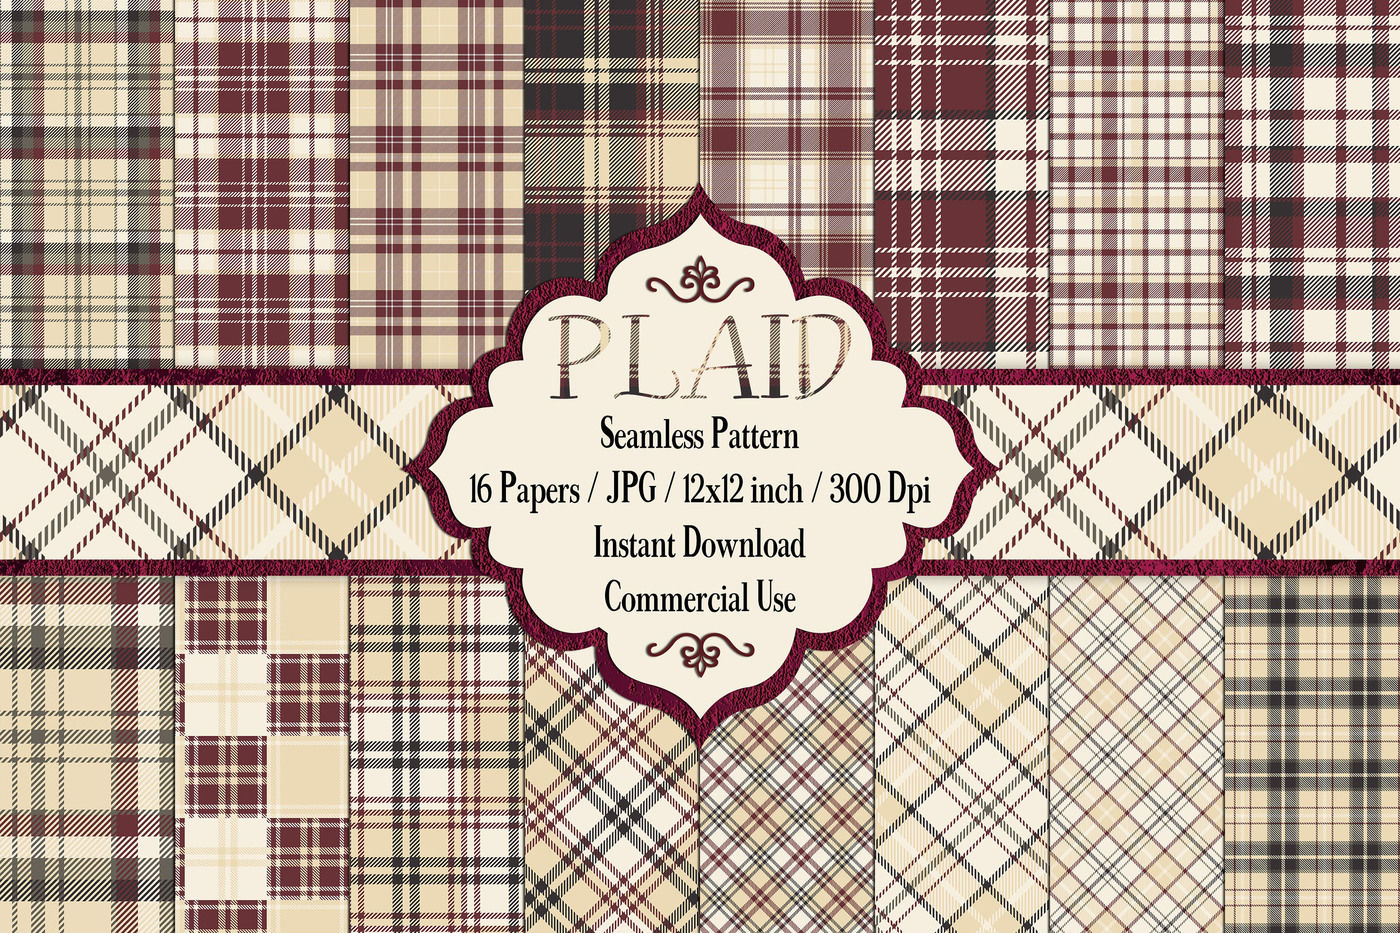 PLAID
Seamless Pattern
16 Papers / JPG / 12x12 inch / 300 Dpi
Instant Download
Commercial Use